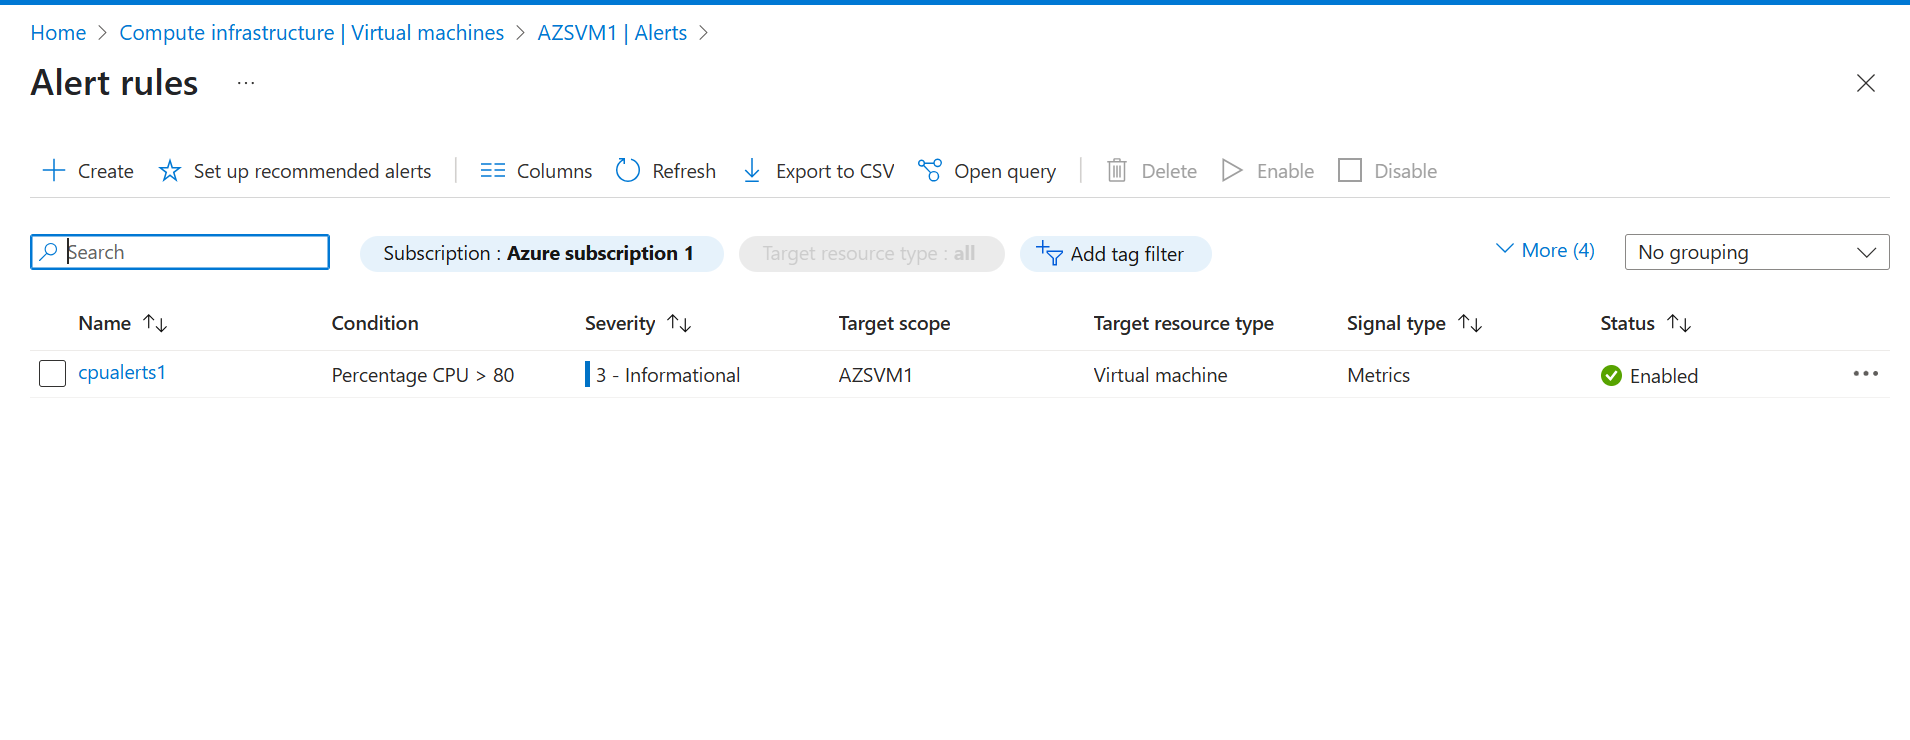 Home > Compute infrastructure | Virtual machines > AZSVM1 | Alerts >
Alert rules ...
Create Set up recommended alerts Columns Refresh Export to CSV Open query Delete Enable Disable
Search Subscription : Azure subscription 1 Target resource type : all Add tag filter More (4) No grouping
Name ↑↓ Condition Severity ↑↓ Target scope Target resource type Signal type ↑↓ Status ↑↓
cpualerts1 Percentage CPU > 80 3 - Informational AZSVM1 Virtual machine Metrics Enabled ...